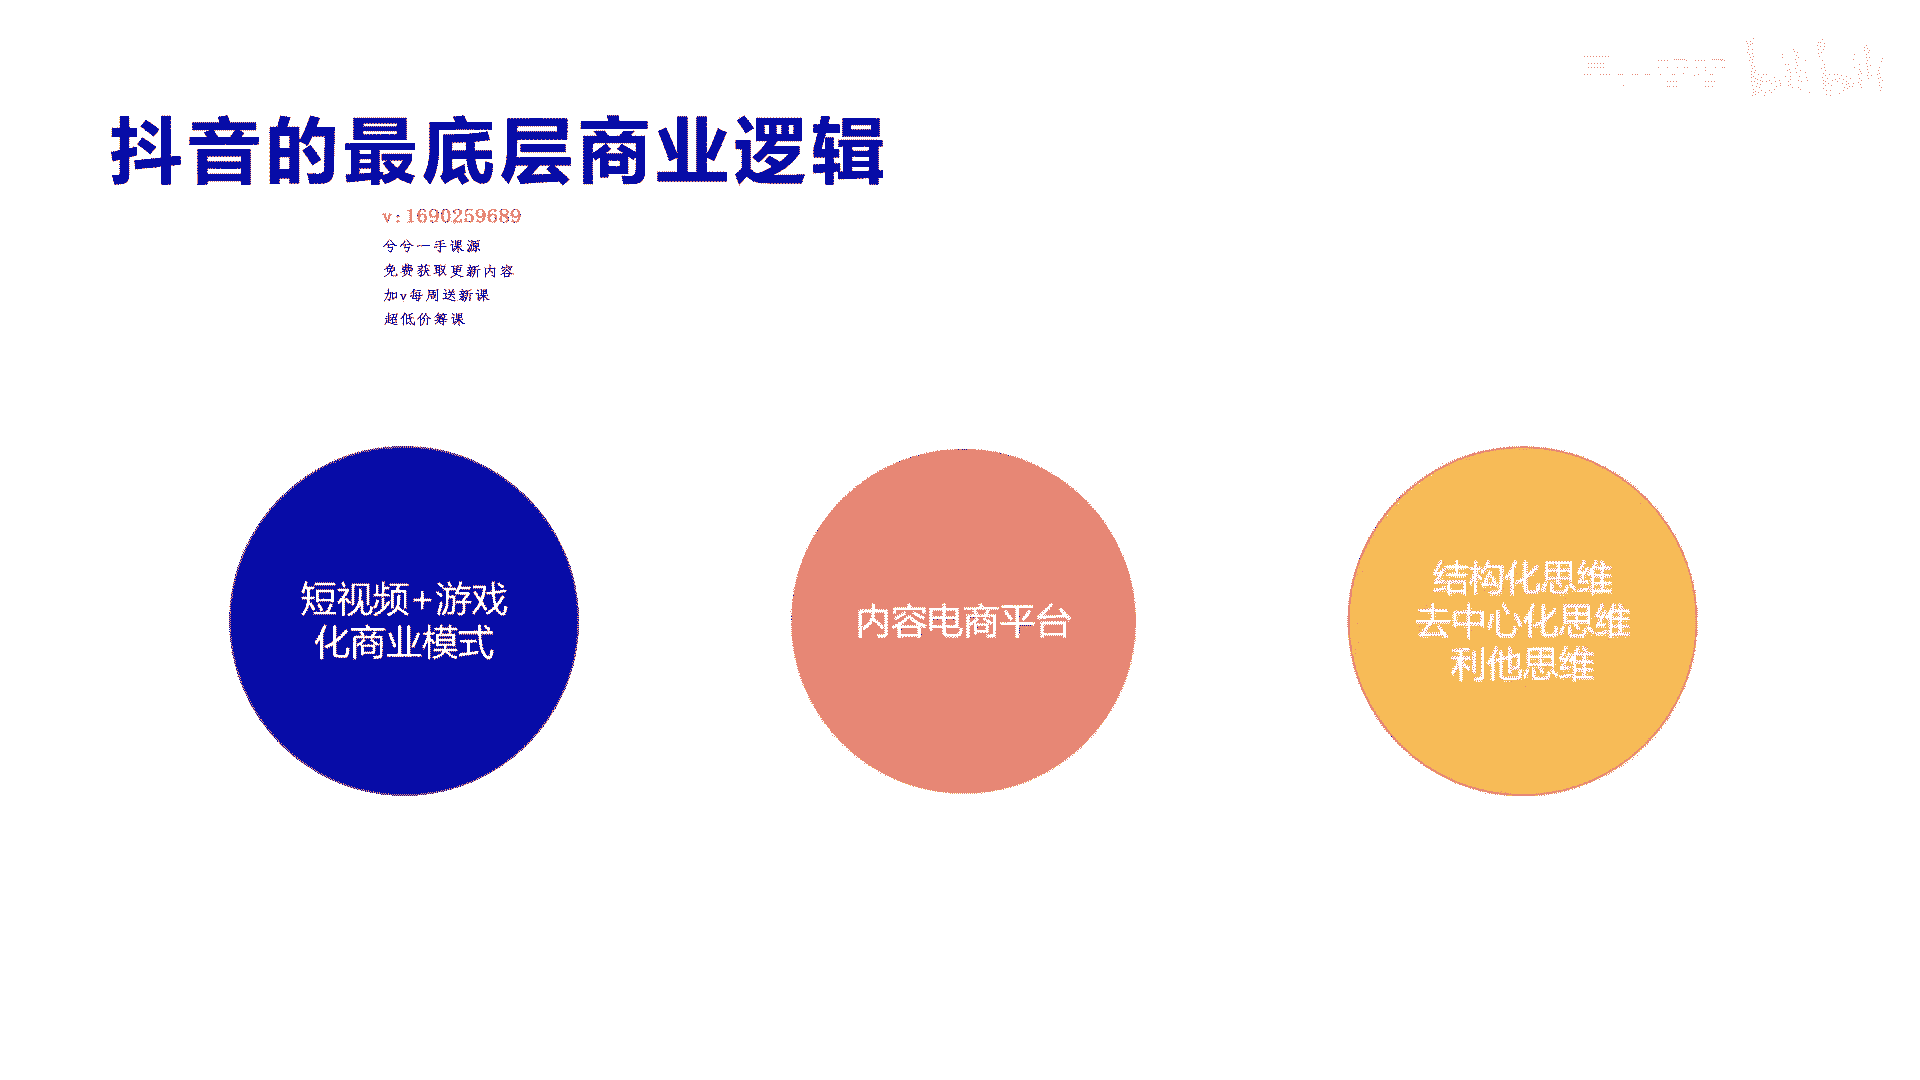 抖音的最底层商业逻辑
v:1690259689
兮兮一手课源
免费获取更新内容
加v每周送新课
超低价筹课
短视频+游戏
化商业模式
内容电商平台
结构化思维
去中心化思维
利他思维